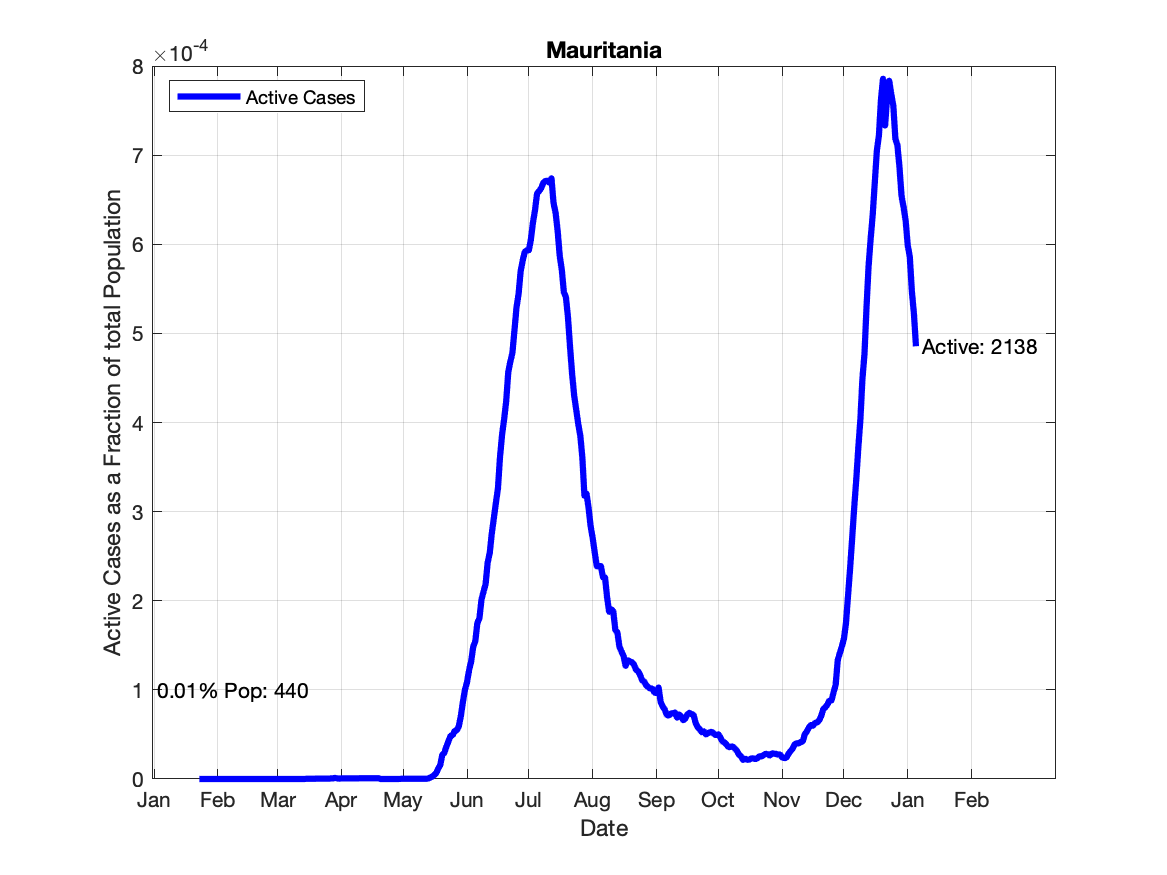 Mauritania
×10⁻⁴
Active Cases
8
7
6
5
4
3
2
1
0
Active Cases as a Fraction of total Population
Active: 2138
0.01% Pop: 440
Jan Feb Mar Apr May Jun Jul Aug Sep Oct Nov Dec Jan Feb
Date